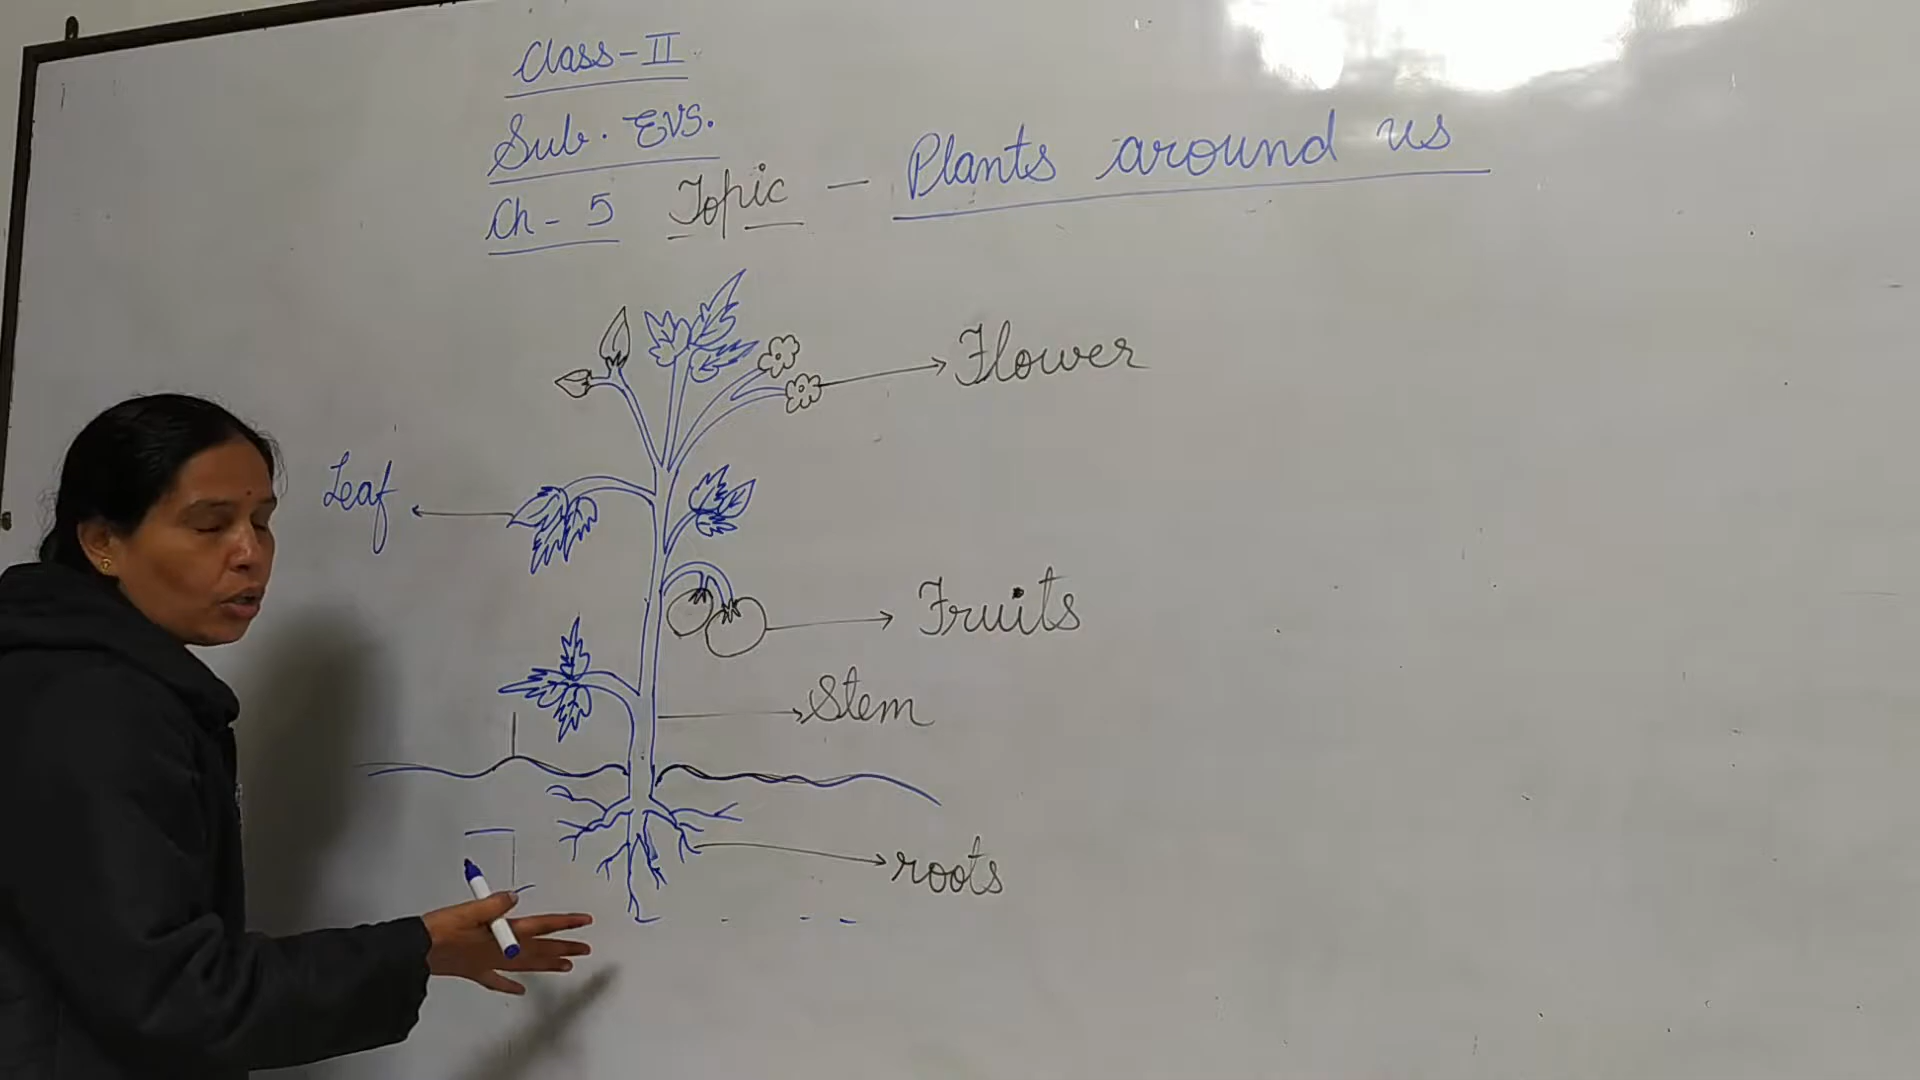 Class-II
Sub. EVS.
Ch-5 Topic - Plants around us
Flower
Leaf
Fruits
Stem
roots